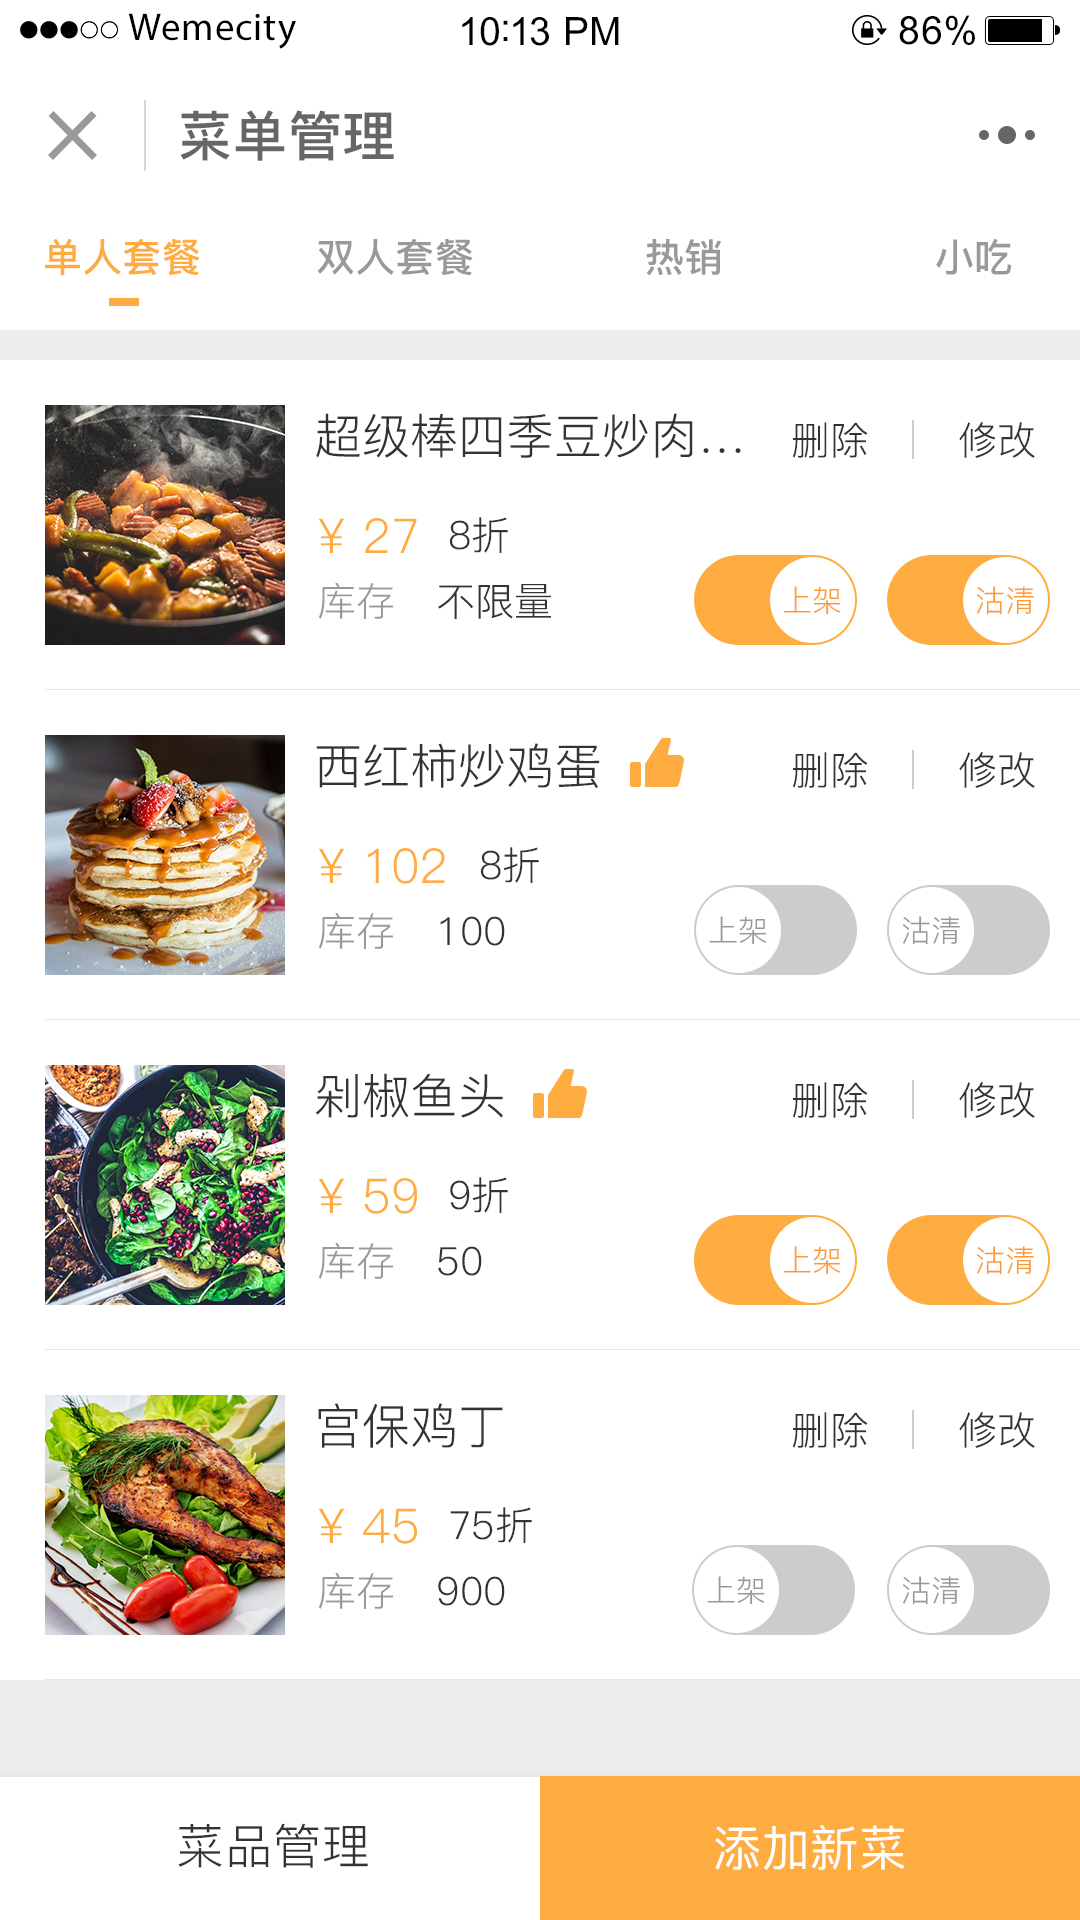 Wemecity 10:13 PM 86%
菜单管理
单人套餐 双人套餐 热销 小吃
超级棒四季豆炒肉... 删除 修改
¥ 27 8折
库存 不限量 上架 沽清
西红柿炒鸡蛋 删除 修改
¥ 102 8折
库存 100 上架 沽清
剁椒鱼头 删除 修改
¥ 59 9折
库存 50 上架 沽清
宫保鸡丁 删除 修改
¥ 45 75折
库存 900 上架 沽清
菜品管理 添加新菜